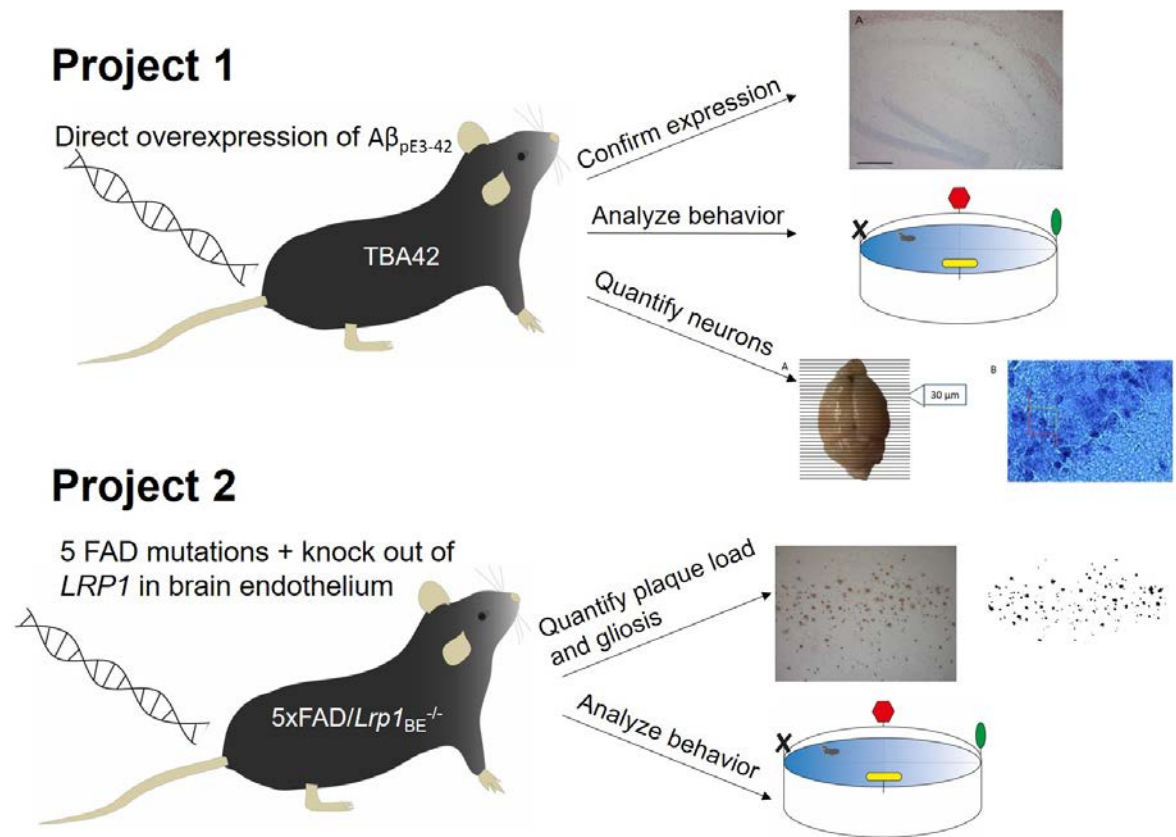 Project 1
Direct overexpression of AβpE3-42
TBA42
Confirm expression
A
Analyze behavior
X
Quantify neurons
A
30 µm
B
Project 2
5 FAD mutations + knock out of
LRP1 in brain endothelium
5xFAD/Lrp1BE-/-
Quantify plaque load
and gliosis
Analyze behavior
X